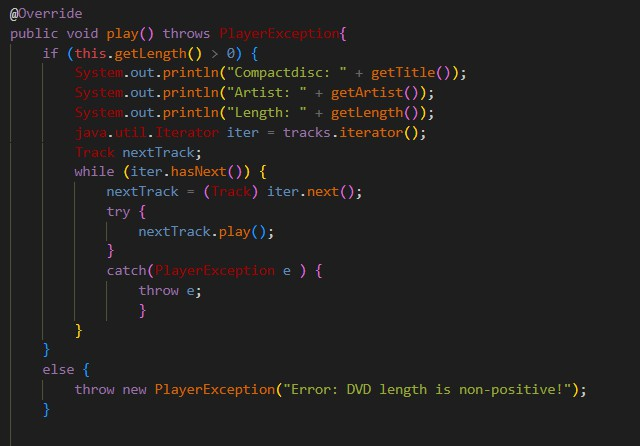 @Override
public void play() throws PlayerException{
if (this.getLength() > 0) {
System.out.println("Compactdisc: " + getTitle());
System.out.println("Artist: " + getArtist());
System.out.println("Length: " + getLength());
java.util.Iterator iter = tracks.iterator();
Track nextTrack;
while (iter.hasNext()) {
nextTrack = (Track) iter.next();
try {
nextTrack.play();
}
catch(PlayerException e ) {
throw e;
}
}
}
else {
throw new PlayerException("Error: DVD length is non-positive!");
}